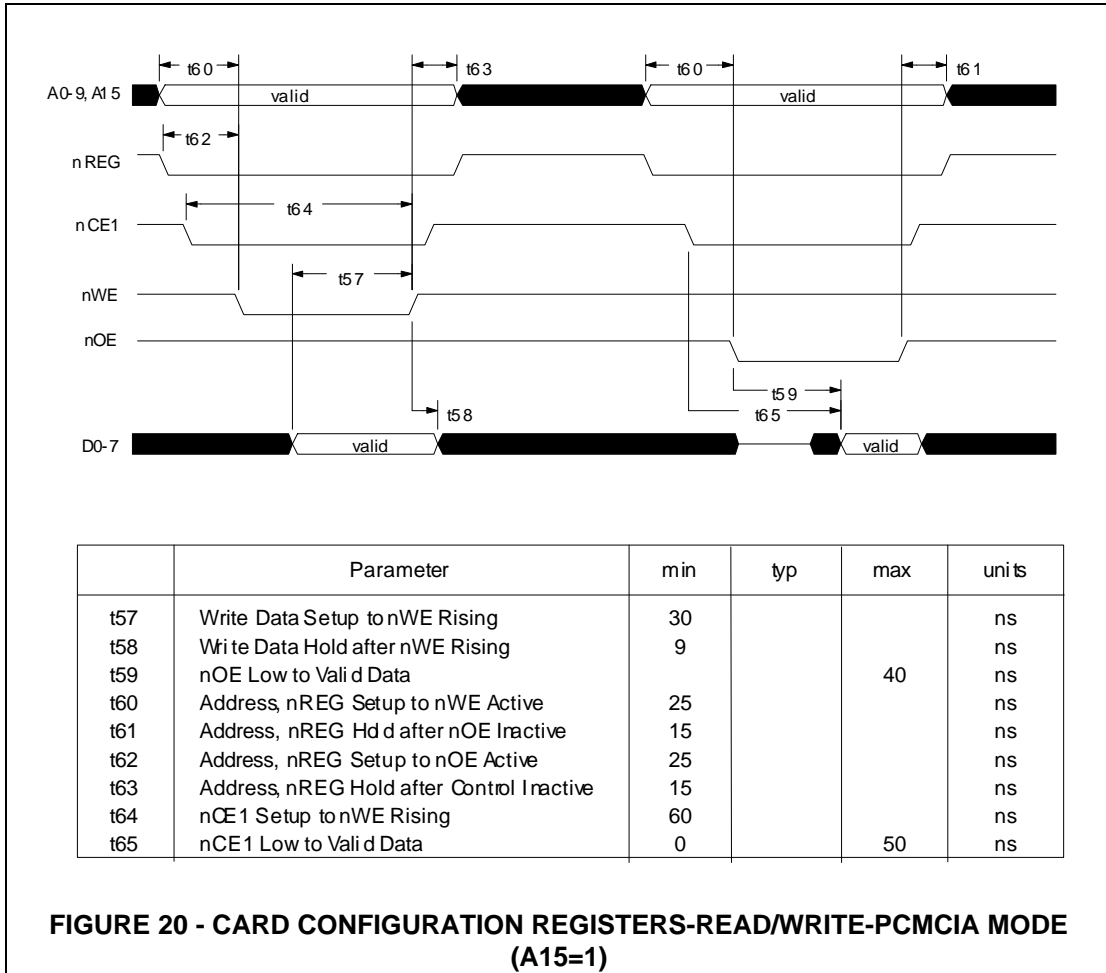 t60 t63 t60 t61
A0-9, A15 valid valid
t62
nREG
t64
nCE1
t57
nWE
nOE
t59
t58 t65
D0-7 valid valid
Parameter min typ max units
t57 Write Data Setup to nWE Rising 30 ns
t58 Write Data Hold after nWE Rising 9 ns
t59 nOE Low to Valid Data 40 ns
t60 Address, nREG Setup to nWE Active 25 ns
t61 Address, nREG Hold after nOE Inactive 15 ns
t62 Address, nREG Setup to nOE Active 25 ns
t63 Address, nREG Hold after Control Inactive 15 ns
t64 nCE1 Setup to nWE Rising 60 ns
t65 nCE1 Low to Valid Data 0 50 ns
FIGURE 20 - CARD CONFIGURATION REGISTERS-READ/WRITE-PCMCIA MODE
(A15=1)